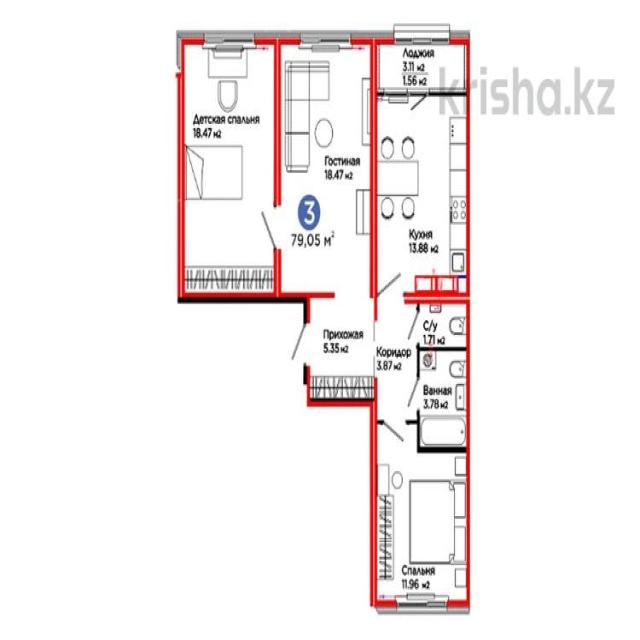 Лоджия
3.11 м2
1.56 м2
krisha.kz
Детская спальня
18.47 м2
Гостиная
18.47 м2
3
79,05 м2
Кухня
13.88 м2
С/у
1.71 м2
Прихожая
5.35 м2
Коридор
3.87 м2
Ванная
3.78 м2
Спальня
11.96 м2